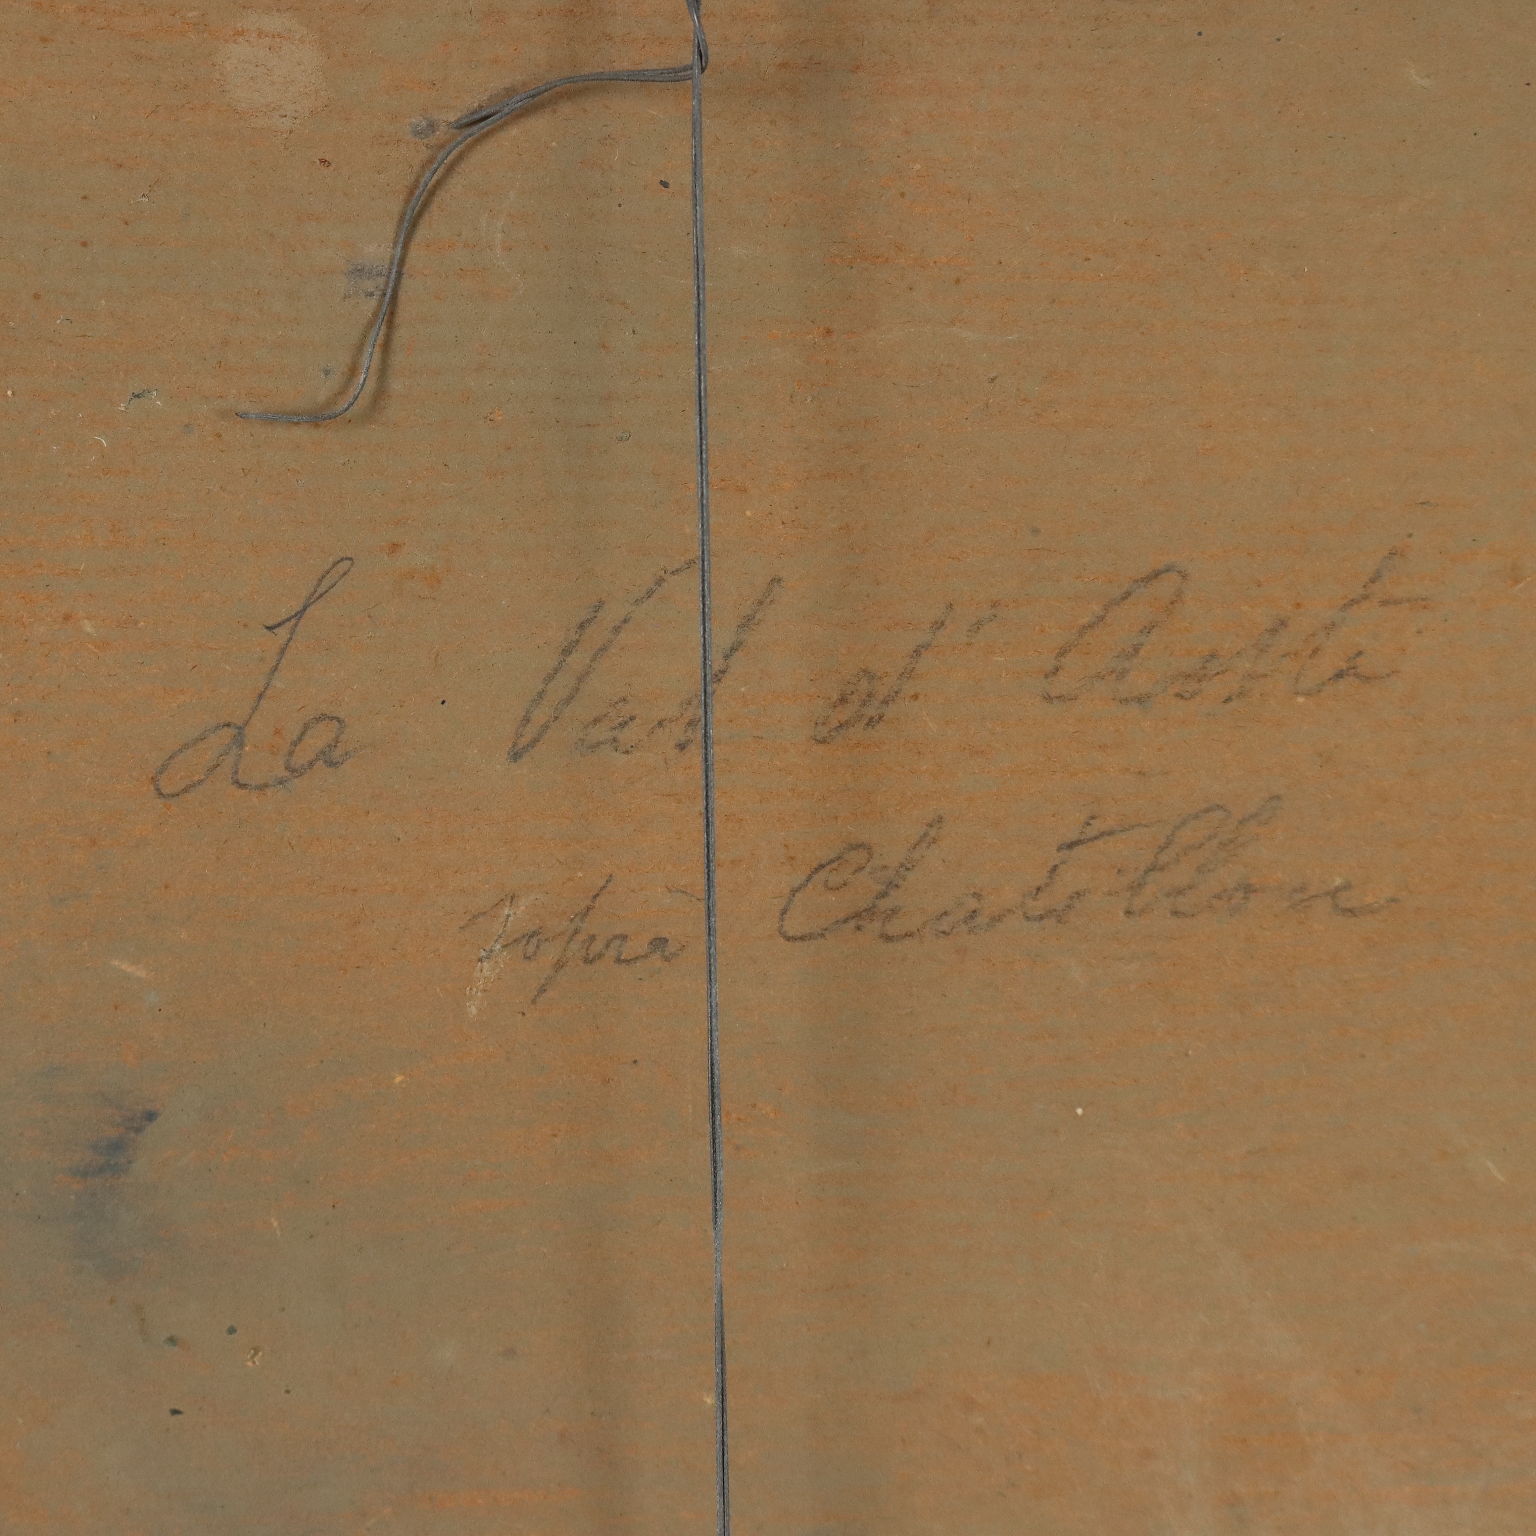 La Val d' Aosta
sopra Chatillon